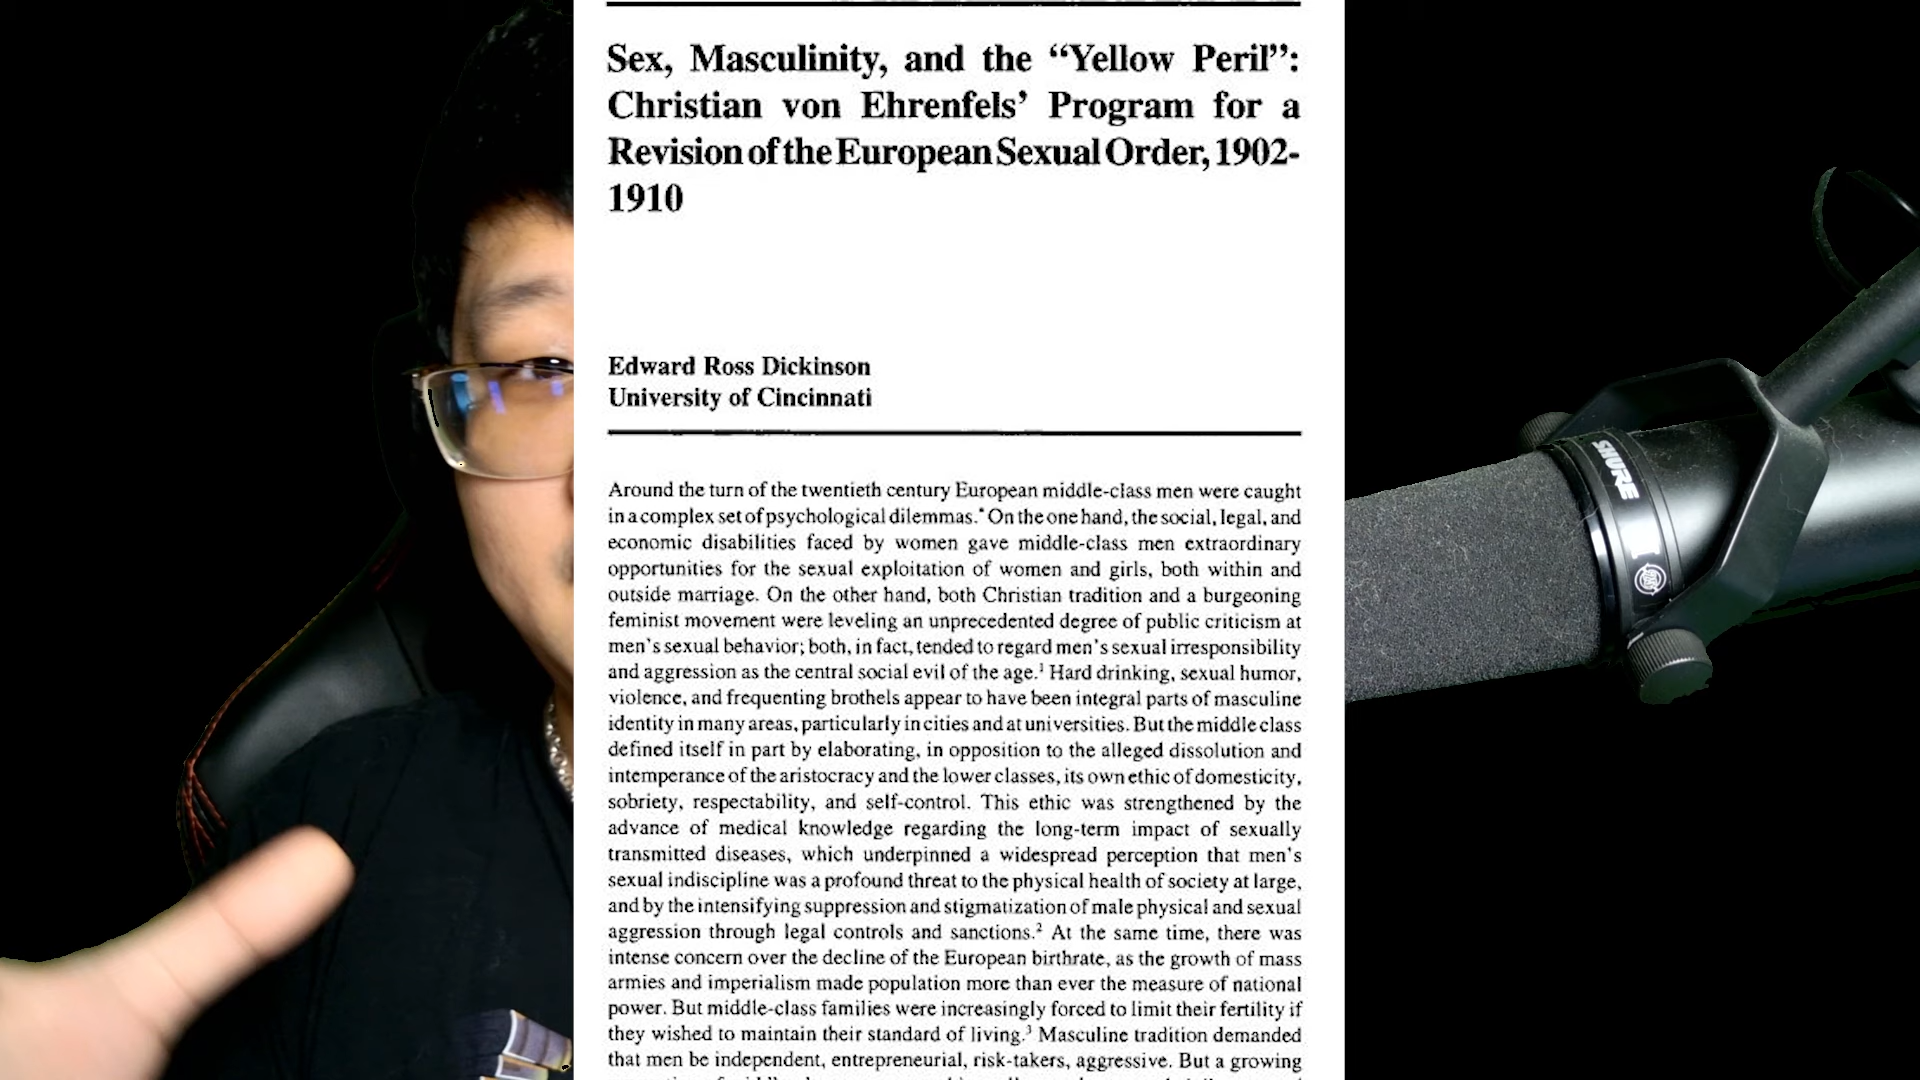 Sex, Masculinity, and the “Yellow Peril”:
Christian von Ehrenfels’ Program for a
Revision of the European Sexual Order, 1902-
1910
Edward Ross Dickinson
University of Cincinnati
Around the turn of the twentieth century European middle-class men were caught
in a complex set of psychological dilemmas.* On the one hand, the social, legal, and
economic disabilities faced by women gave middle-class men extraordinary
opportunities for the sexual exploitation of women and girls, both within and
outside marriage. On the other hand, both Christian tradition and a burgeoning
feminist movement were leveling an unprecedented degree of public criticism at
men’s sexual behavior; both, in fact, tended to regard men’s sexual irresponsibility
and aggression as the central social evil of the age.¹ Hard drinking, sexual humor,
violence, and frequenting brothels appear to have been integral parts of masculine
identity in many areas, particularly in cities and at universities. But the middle class
defined itself in part by elaborating, in opposition to the alleged dissolution and
intemperance of the aristocracy and the lower classes, its own ethic of domesticity,
sobriety, respectability, and self-control. This ethic was strengthened by the
advance of medical knowledge regarding the long-term impact of sexually
transmitted diseases, which underpinned a widespread perception that men’s
sexual indiscipline was a profound threat to the physical health of society at large,
and by the intensifying suppression and stigmatization of male physical and sexual
aggression through legal controls and sanctions.² At the same time, there was
intense concern over the decline of the European birthrate, as the growth of mass
armies and imperialism made population more than ever the measure of national
power. But middle-class families were increasingly forced to limit their fertility if
they wished to maintain their standard of living.³ Masculine tradition demanded
that men be independent, entrepreneurial, risk-takers, aggressive. But a growing
SHURE